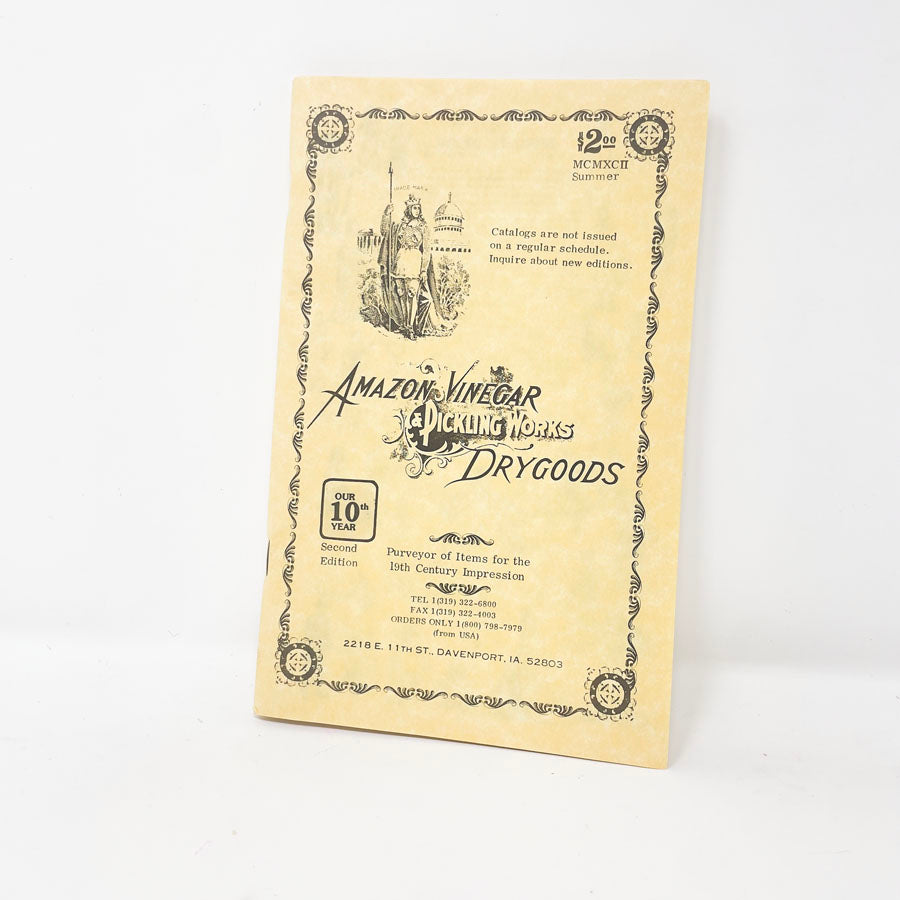 $2.00
MCMXCII
Summer
TRADE MARK
Catalogs are not issued
on a regular schedule.
Inquire about new editions.
AMAZON VINEGAR
& PICKLING WORKS
DRYGOODS
OUR
10th
YEAR
Second
Edition
Purveyor of Items for the
19th Century Impression
TEL 1(319) 322-6800
FAX 1(319) 322-4003
ORDERS ONLY 1(800) 798-7979
(from USA)
2218 E. 11TH ST., DAVENPORT, IA. 52803